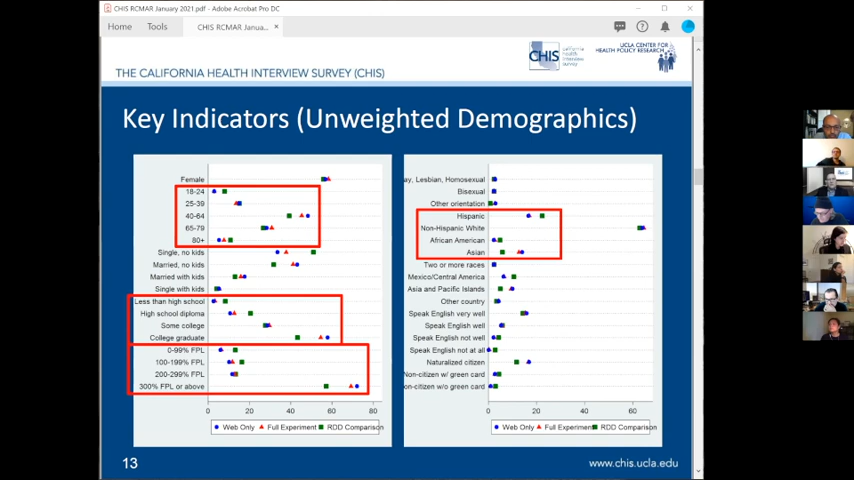 CHIS RCMAR January 2021.pdf - Adobe Acrobat Pro DC
Home Tools CHIS RCMAR Janua... ×
CHIS california health interview survey
UCLA CENTER FOR HEALTH POLICY RESEARCH
THE CALIFORNIA HEALTH INTERVIEW SURVEY (CHIS)
Key Indicators (Unweighted Demographics)
Female
18-24
25-39
40-64
65-79
80+
Single, no kids
Married, no kids
Married with kids
Single with kids
Less than high school
High school diploma
Some college
College graduate
0-99% FPL
100-199% FPL
200-299% FPL
300% FPL or above
0 20 40 60 80
Web Only Full Experiment RDD Comparison
ay, Lesbian, Homosexual
Bisexual
Other orientation
Hispanic
Non-Hispanic White
African American
Asian
Two or more races
Mexico/Central America
Asia and Pacific Islands
Other country
Speak English very well
Speak English well
Speak English not well
Speak English not at all
Naturalized citizen
on-citizen w/ green card
on-citizen w/o green card
0 20 40 60
Web Only Full Experiment RDD Comparison
13
www.chis.ucla.edu